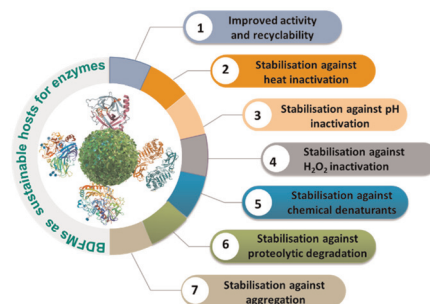 BDFMs as sustainable hosts for enzymes
1
Improved activity
and recyclability
2
Stabilisation against
heat inactivation
3
Stabilisation against pH
inactivation
4
Stabilisation against
H₂O₂ inactivation
5
Stabilisation against
chemical denaturants
6
Stabilisation against
proteolytic degradation
7
Stabilisation against
aggregation